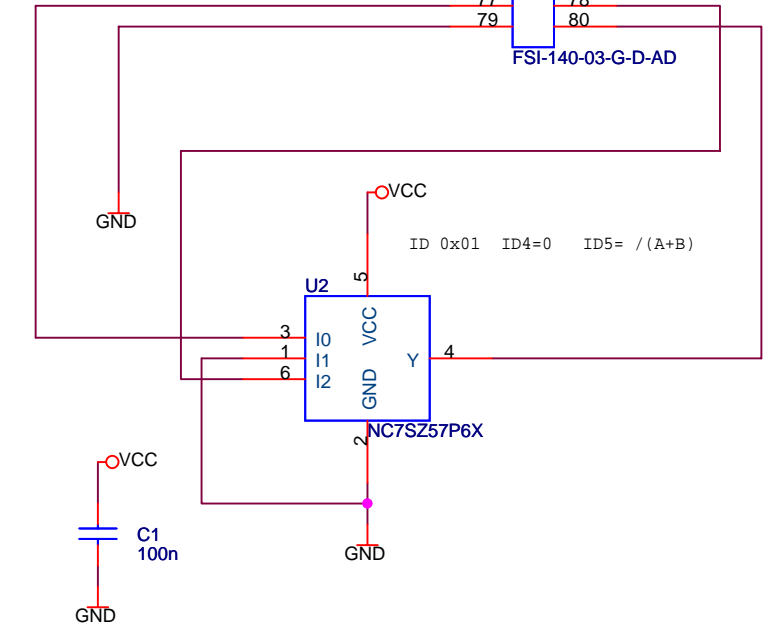 77 78
79 80
FSI-140-03-G-D-AD
VCC
GND
ID 0x01 ID4=0 ID5= /(A+B)
5
U2
VCC
3 I0
1 I1 Y 4
6 I2
GND
2 NC7SZ57P6X
VCC
C1
100n
GND
GND